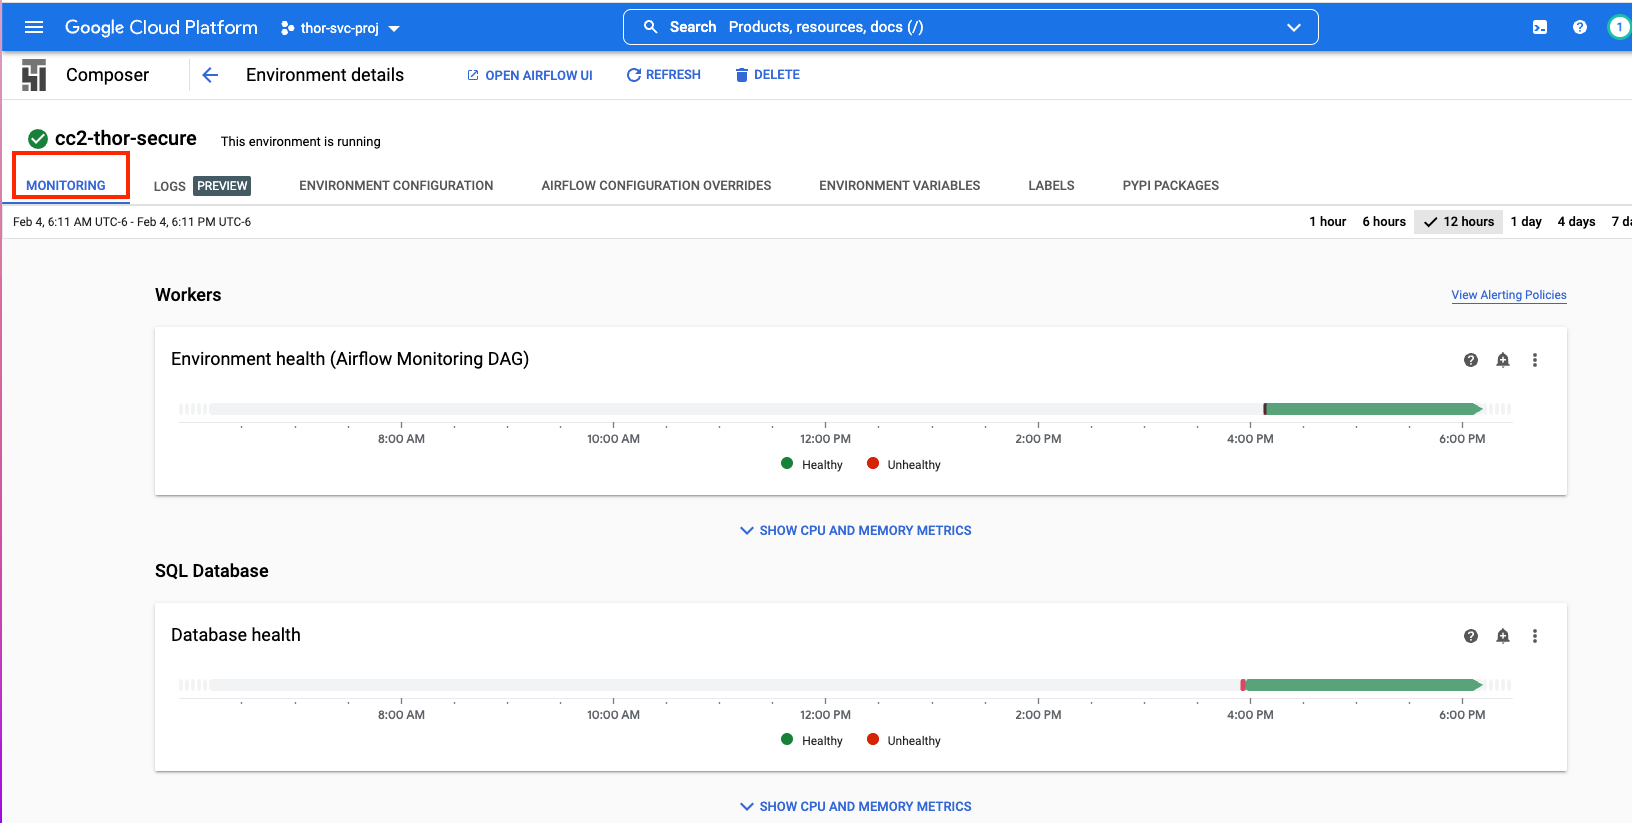 Google Cloud Platform thor-svc-proj Search Products, resources, docs (/) 1
Composer Environment details OPEN AIRFLOW UI REFRESH DELETE
cc2-thor-secure This environment is running
MONITORING LOGS PREVIEW ENVIRONMENT CONFIGURATION AIRFLOW CONFIGURATION OVERRIDES ENVIRONMENT VARIABLES LABELS PYPI PACKAGES
Feb 4, 6:11 AM UTC-6 - Feb 4, 6:11 PM UTC-6 1 hour 6 hours 12 hours 1 day 4 days 7 da
Workers View Alerting Policies
Environment health (Airflow Monitoring DAG)
8:00 AM 10:00 AM 12:00 PM 2:00 PM 4:00 PM 6:00 PM
Healthy Unhealthy
SHOW CPU AND MEMORY METRICS
SQL Database
Database health
8:00 AM 10:00 AM 12:00 PM 2:00 PM 4:00 PM 6:00 PM
Healthy Unhealthy
SHOW CPU AND MEMORY METRICS